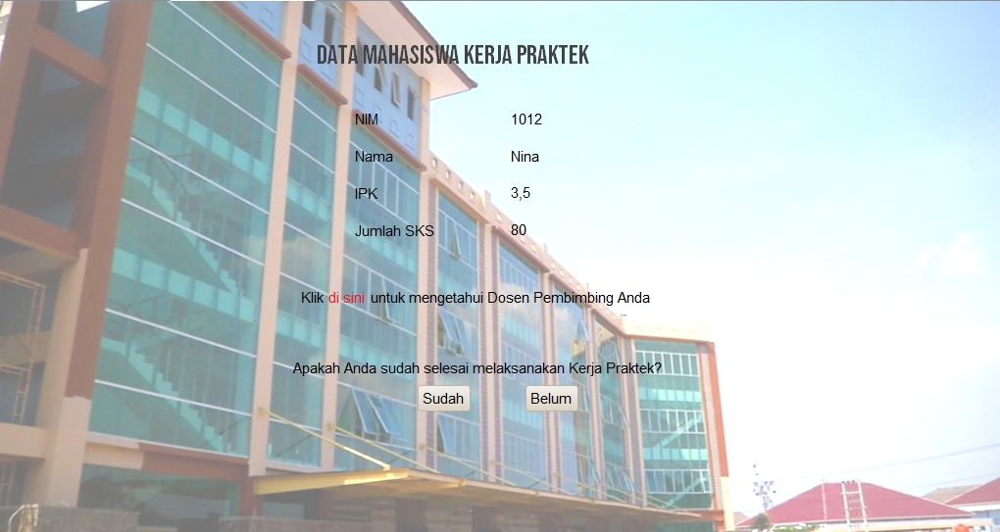 DATA MAHASISWA KERJA PRAKTEK
NIM 1012
Nama Nina
IPK 3,5
Jumlah SKS 80
Klik di sini untuk mengetahui Dosen Pembimbing Anda
Apakah Anda sudah selesai melaksanakan Kerja Praktek?
Sudah Belum